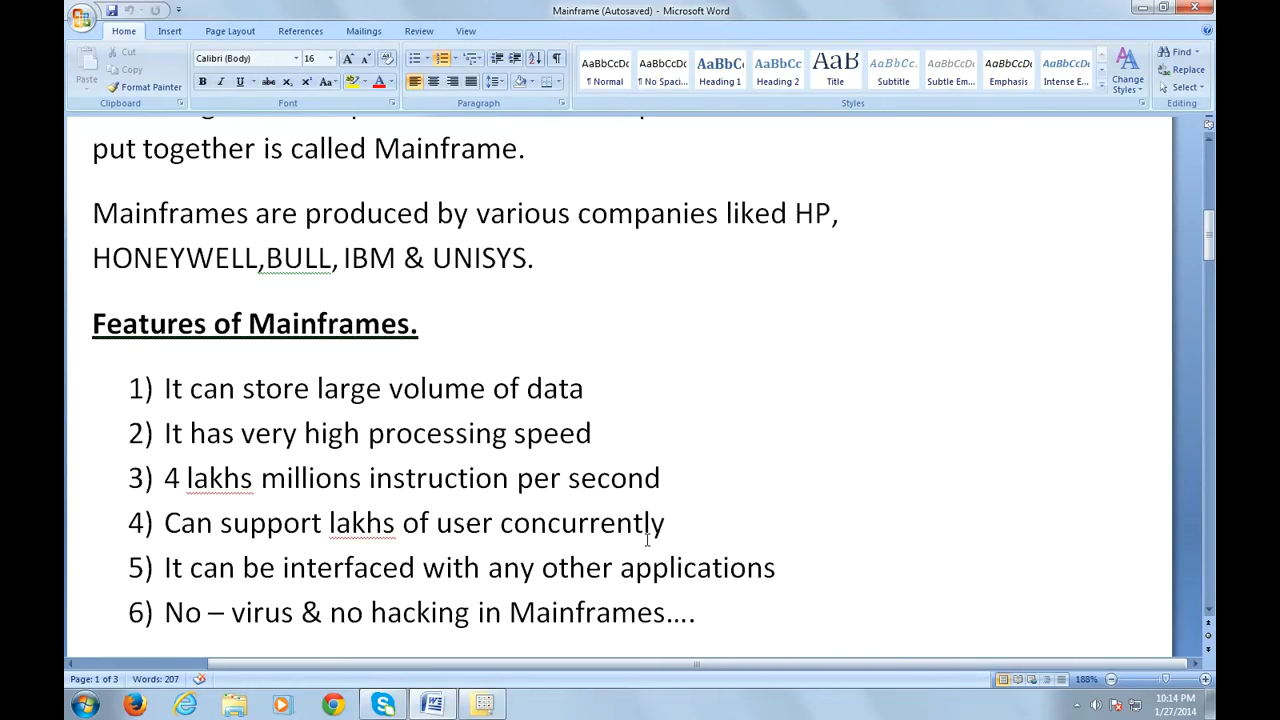 Mainframe (Autosaved) - Microsoft Word
Home Insert Page Layout References Mailings Review View
Cut
Copy
Paste
Format Painter
Clipboard
Calibri (Body) 16
Font
Paragraph
AaBbCcDc AaBbCcDc AaBbC AaBbCc AaB AaBbCc. AaBbCcDc AaBbCcDc AaBbCcDc
¶ Normal ¶ No Spaci... Heading 1 Heading 2 Title Subtitle Subtle Em... Emphasis Intense E...
Change
Styles
Styles
Find
Replace
Select
Editing
put together is called Mainframe.
Mainframes are produced by various companies liked HP,
HONEYWELL,BULL, IBM & UNISYS.
Features of Mainframes.
1) It can store large volume of data
2) It has very high processing speed
3) 4 lakhs millions instruction per second
4) Can support lakhs of user concurrently
5) It can be interfaced with any other applications
6) No – virus & no hacking in Mainframes....
Page: 1 of 3 Words: 207 188%
10:14 PM
1/27/2014